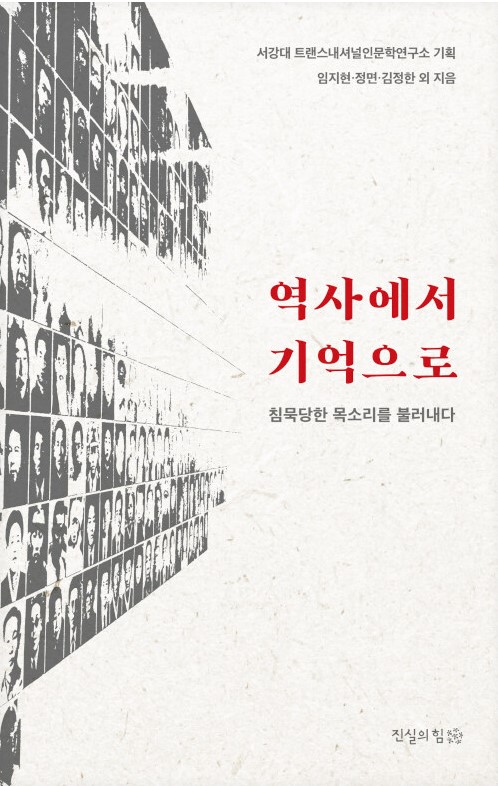 서강대 트랜스내셔널인문학연구소 기획
임지현·정면·김정한 외 지음
역사에서
기억으로
침묵당한 목소리를 불러내다
진실의 힘